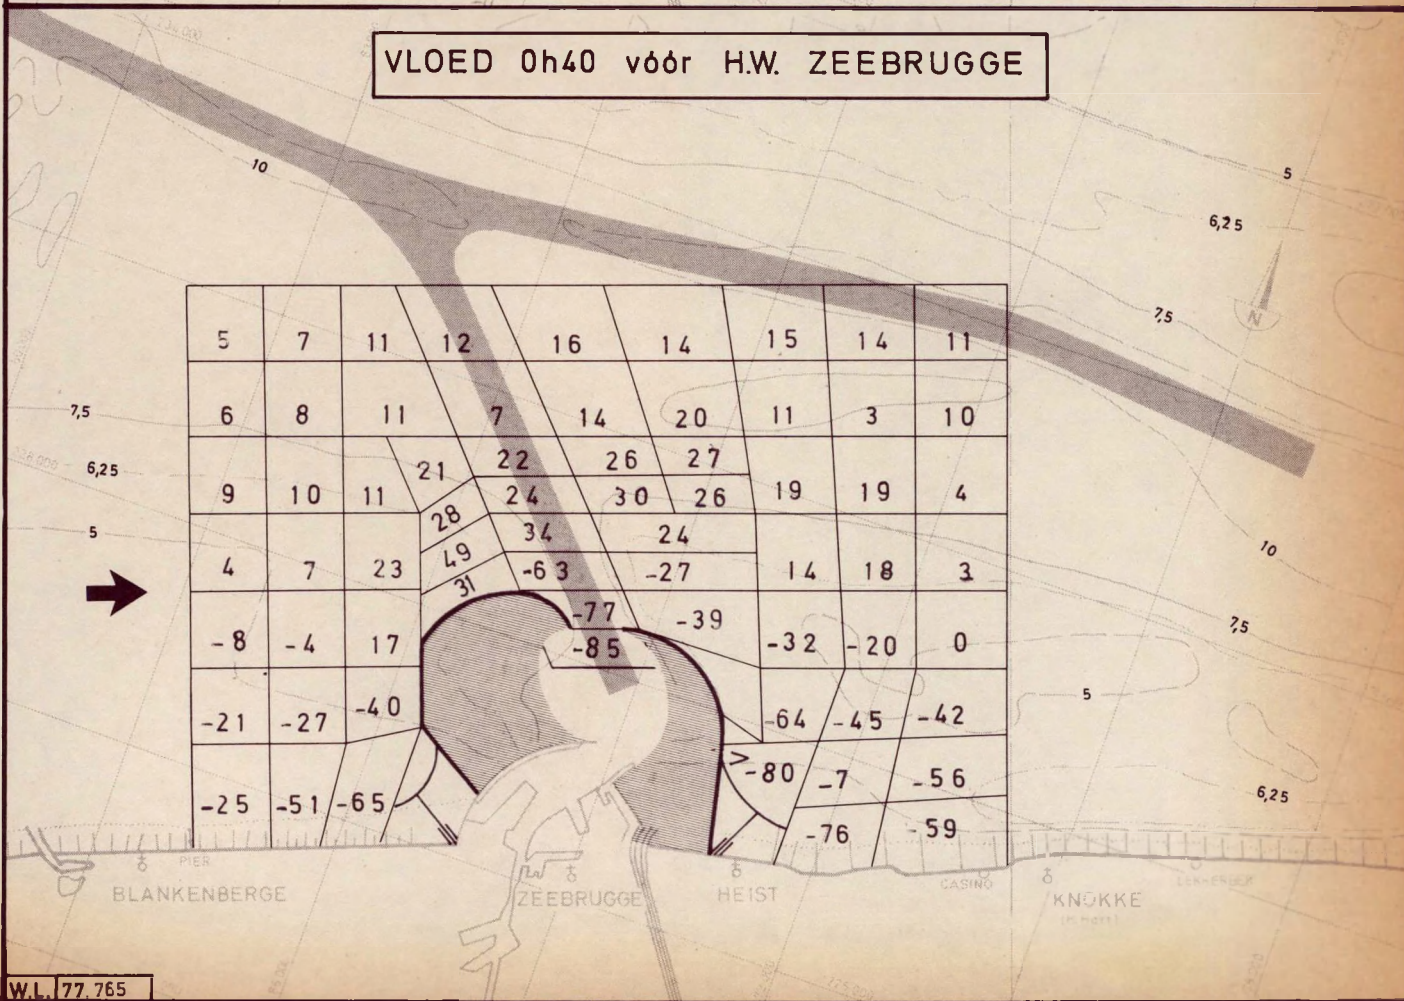 VLOED 0h40 vóór H.W. ZEEBRUGGE
10
5
6,25
7,5
N
5 7 11 12 16 14 15 14 11
7,5
6 8 11 7 14 20 11 3 10
6,25
21 22 26 27
9 10 11 24 30 26 19 19 4
28
5
34 24
10
49
4 7 23 -63 -27 14 18 3
31
-77 -39
7,5
-8 -4 17 -85 -32 -20 0
5
-21 -27 -40 -64 -45 -42
>-80 -7 -56
6,25
-25 -51 -65
-76 -59
PIER
CASINO
BLANKENBERGE ZEEBRUGGE HEIST KNOKKE
W.L. 77.765